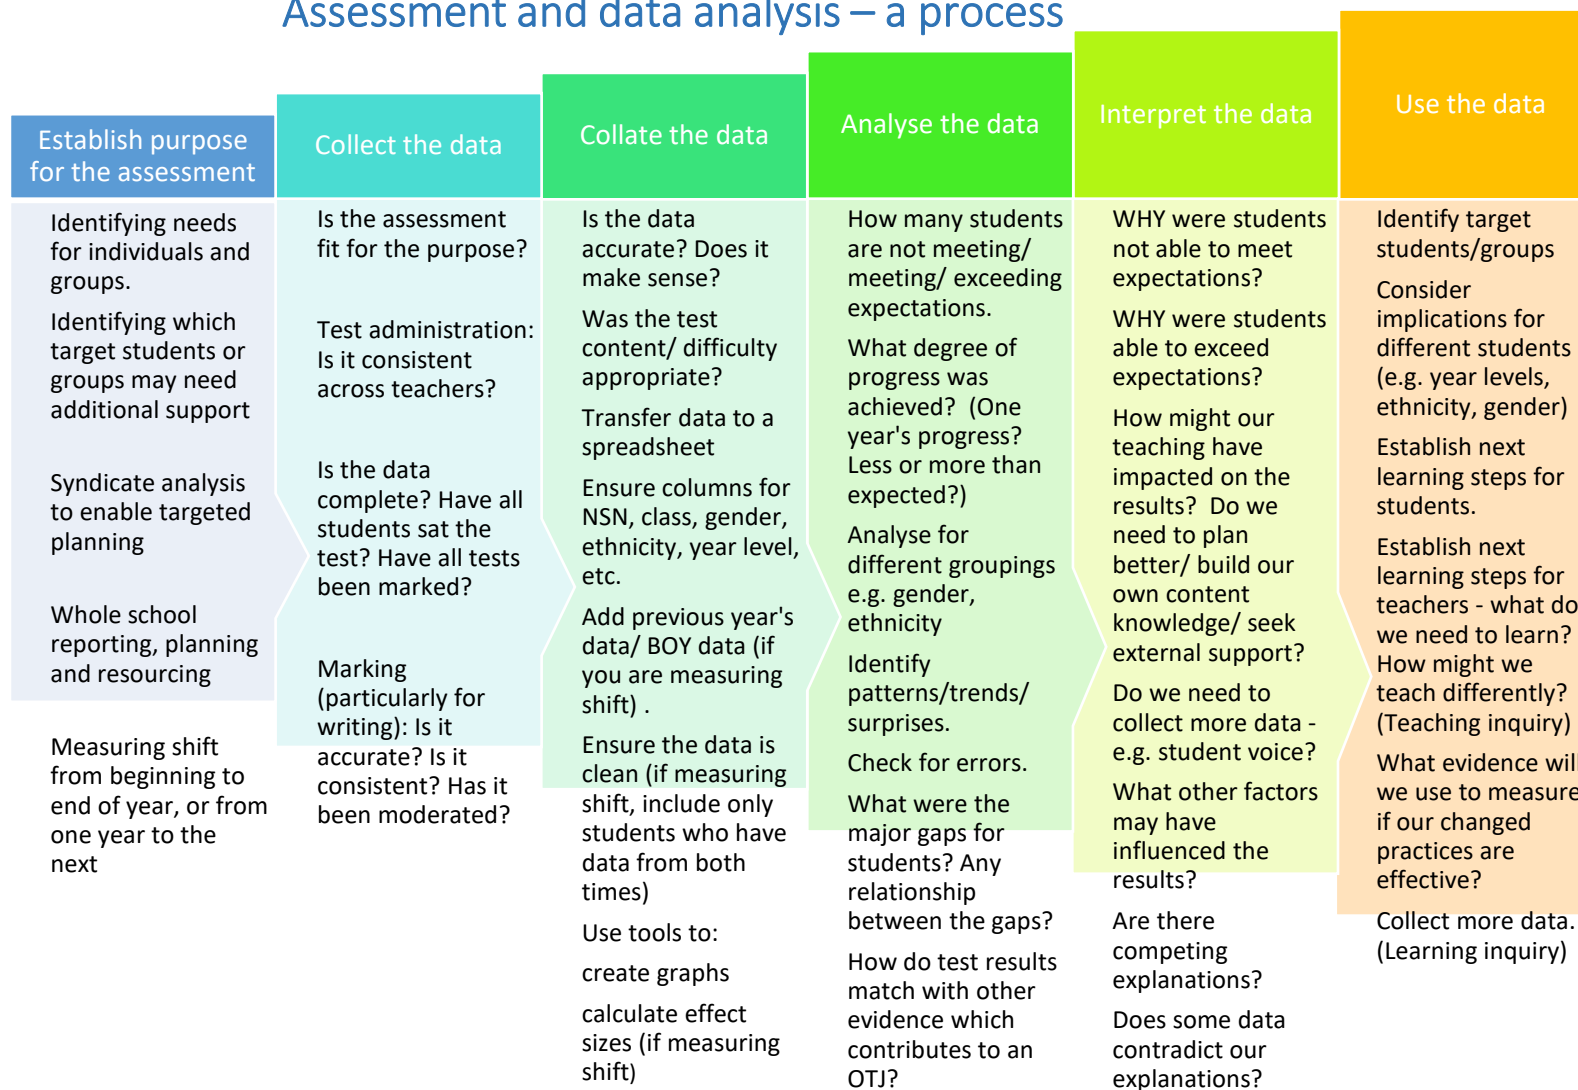 Assessment and data analysis – a process
Establish purpose
for the assessment
Identifying needs
for individuals and
groups.
Identifying which
target students or
groups may need
additional support
Syndicate analysis
to enable targeted
planning
Whole school
reporting, planning
and resourcing
Measuring shift
from beginning to
end of year, or from
one year to the
next
Collect the data
Is the assessment
fit for the purpose?
Test administration:
Is it consistent
across teachers?
Is the data
complete? Have all
students sat the
test? Have all tests
been marked?
Marking
(particularly for
writing): Is it
accurate? Is it
consistent? Has it
been moderated?
Collate the data
Is the data
accurate? Does it
make sense?
Was the test
content/ difficulty
appropriate?
Transfer data to a
spreadsheet
Ensure columns for
NSN, class, gender,
ethnicity, year level,
etc.
Add previous year's
data/ BOY data (if
you are measuring
shift) .
Ensure the data is
clean (if measuring
shift, include only
students who have
data from both
times)
Use tools to:
create graphs
calculate effect
sizes (if measuring
shift)
Analyse the data
How many students
are not meeting/
meeting/ exceeding
expectations.
What degree of
progress was
achieved?  (One
year's progress?
Less or more than
expected?)
Analyse for
different groupings
e.g. gender,
ethnicity
Identify
patterns/trends/
surprises.
Check for errors.
What were the
major gaps for
students? Any
relationship
between the gaps?
How do test results
match with other
evidence which
contributes to an
OTJ?
Interpret the data
WHY were students
not able to meet
expectations?
WHY were students
able to exceed
expectations?
How might our
teaching have
impacted on the
results?  Do we
need to plan
better/ build our
own content
knowledge/ seek
external support?
Do we need to
collect more data -
e.g. student voice?
What other factors
may have
influenced the
results?
Are there
competing
explanations?
Does some data
contradict our
explanations?
Use the data
Identify target
students/groups
Consider
implications for
different students
(e.g. year levels,
ethnicity, gender)
Establish next
learning steps for
students.
Establish next
learning steps for
teachers - what do
we need to learn?
How might we
teach differently?
(Teaching inquiry)
What evidence will
we use to measure
if our changed
practices are
effective?
Collect more data.
(Learning inquiry)